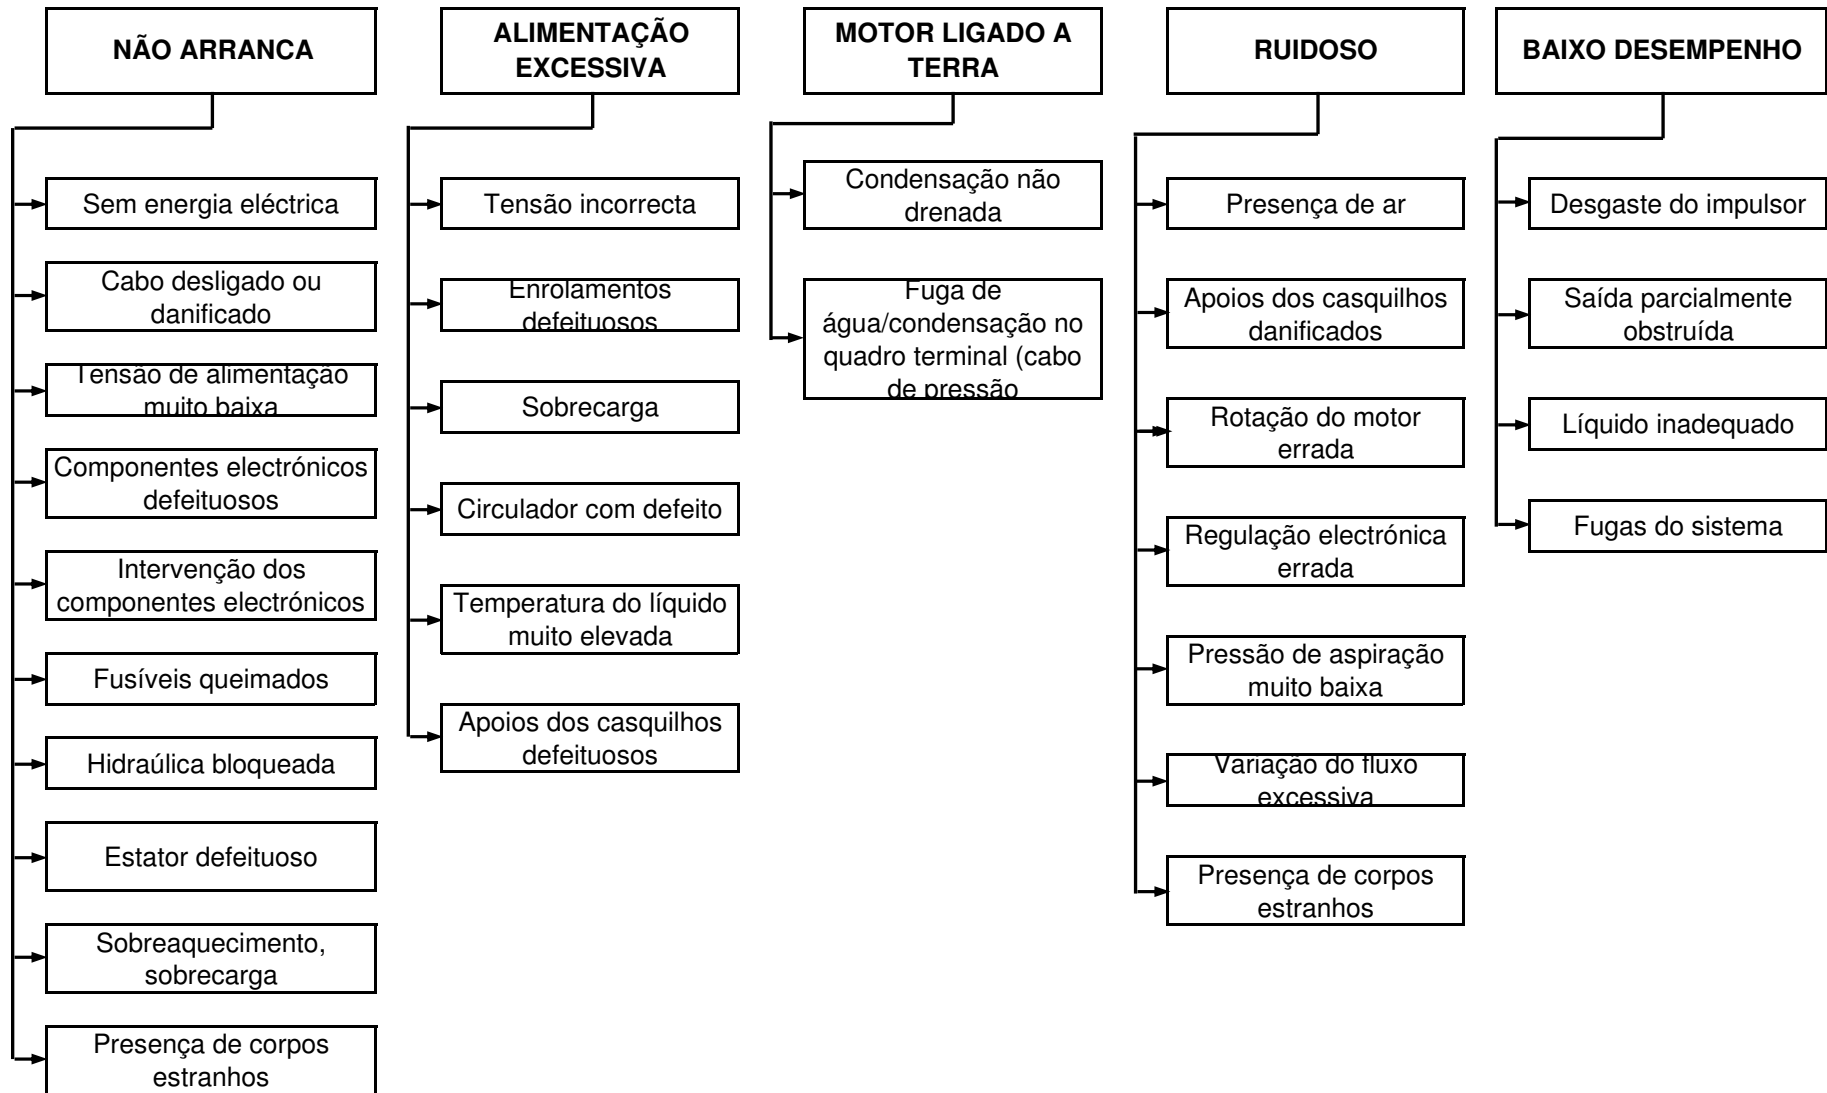 NÃO ARRANCA
Sem energia eléctrica
Cabo desligado ou
danificado
Tensão de alimentação
muito baixa
Componentes electrónicos
defeituosos
Intervenção dos
componentes electrónicos
Fusíveis queimados
Hidraúlica bloqueada
Estator defeituoso
Sobreaquecimento,
sobrecarga
Presença de corpos
estranhos
ALIMENTAÇÃO
EXCESSIVA
Tensão incorrecta
Enrolamentos
defeituosos
Sobrecarga
Circulador com defeito
Temperatura do líquido
muito elevada
Apoios dos casquilhos
defeituosos
MOTOR LIGADO A
TERRA
Condensação não
drenada
Fuga de
água/condensação no
quadro terminal (cabo
de pressão
RUIDOSO
Presença de ar
Apoios dos casquilhos
danificados
Rotação do motor
errada
Regulação electrónica
errada
Pressão de aspiração
muito baixa
Variação do fluxo
excessiva
Presença de corpos
estranhos
BAIXO DESEMPENHO
Desgaste do impulsor
Saída parcialmente
obstruída
Líquido inadequado
Fugas do sistema